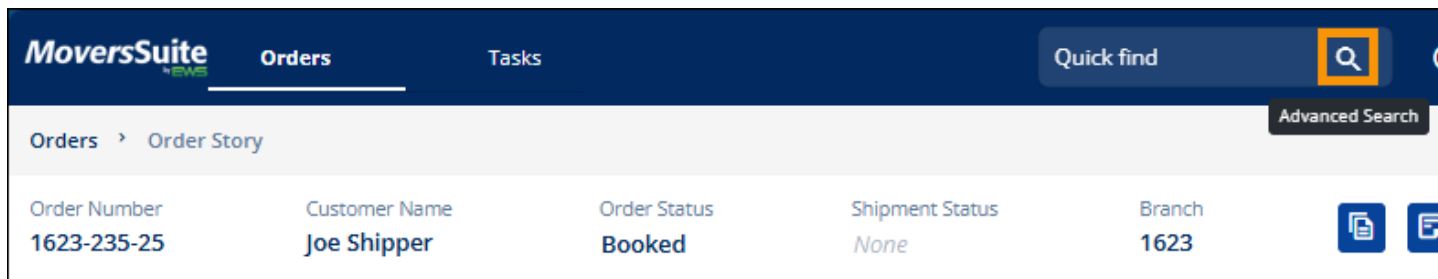 MoversSuite Orders Tasks Quick find
by EWS
Advanced Search
Orders > Order Story
Order Number Customer Name Order Status Shipment Status Branch
1623-235-25 Joe Shipper Booked None 1623